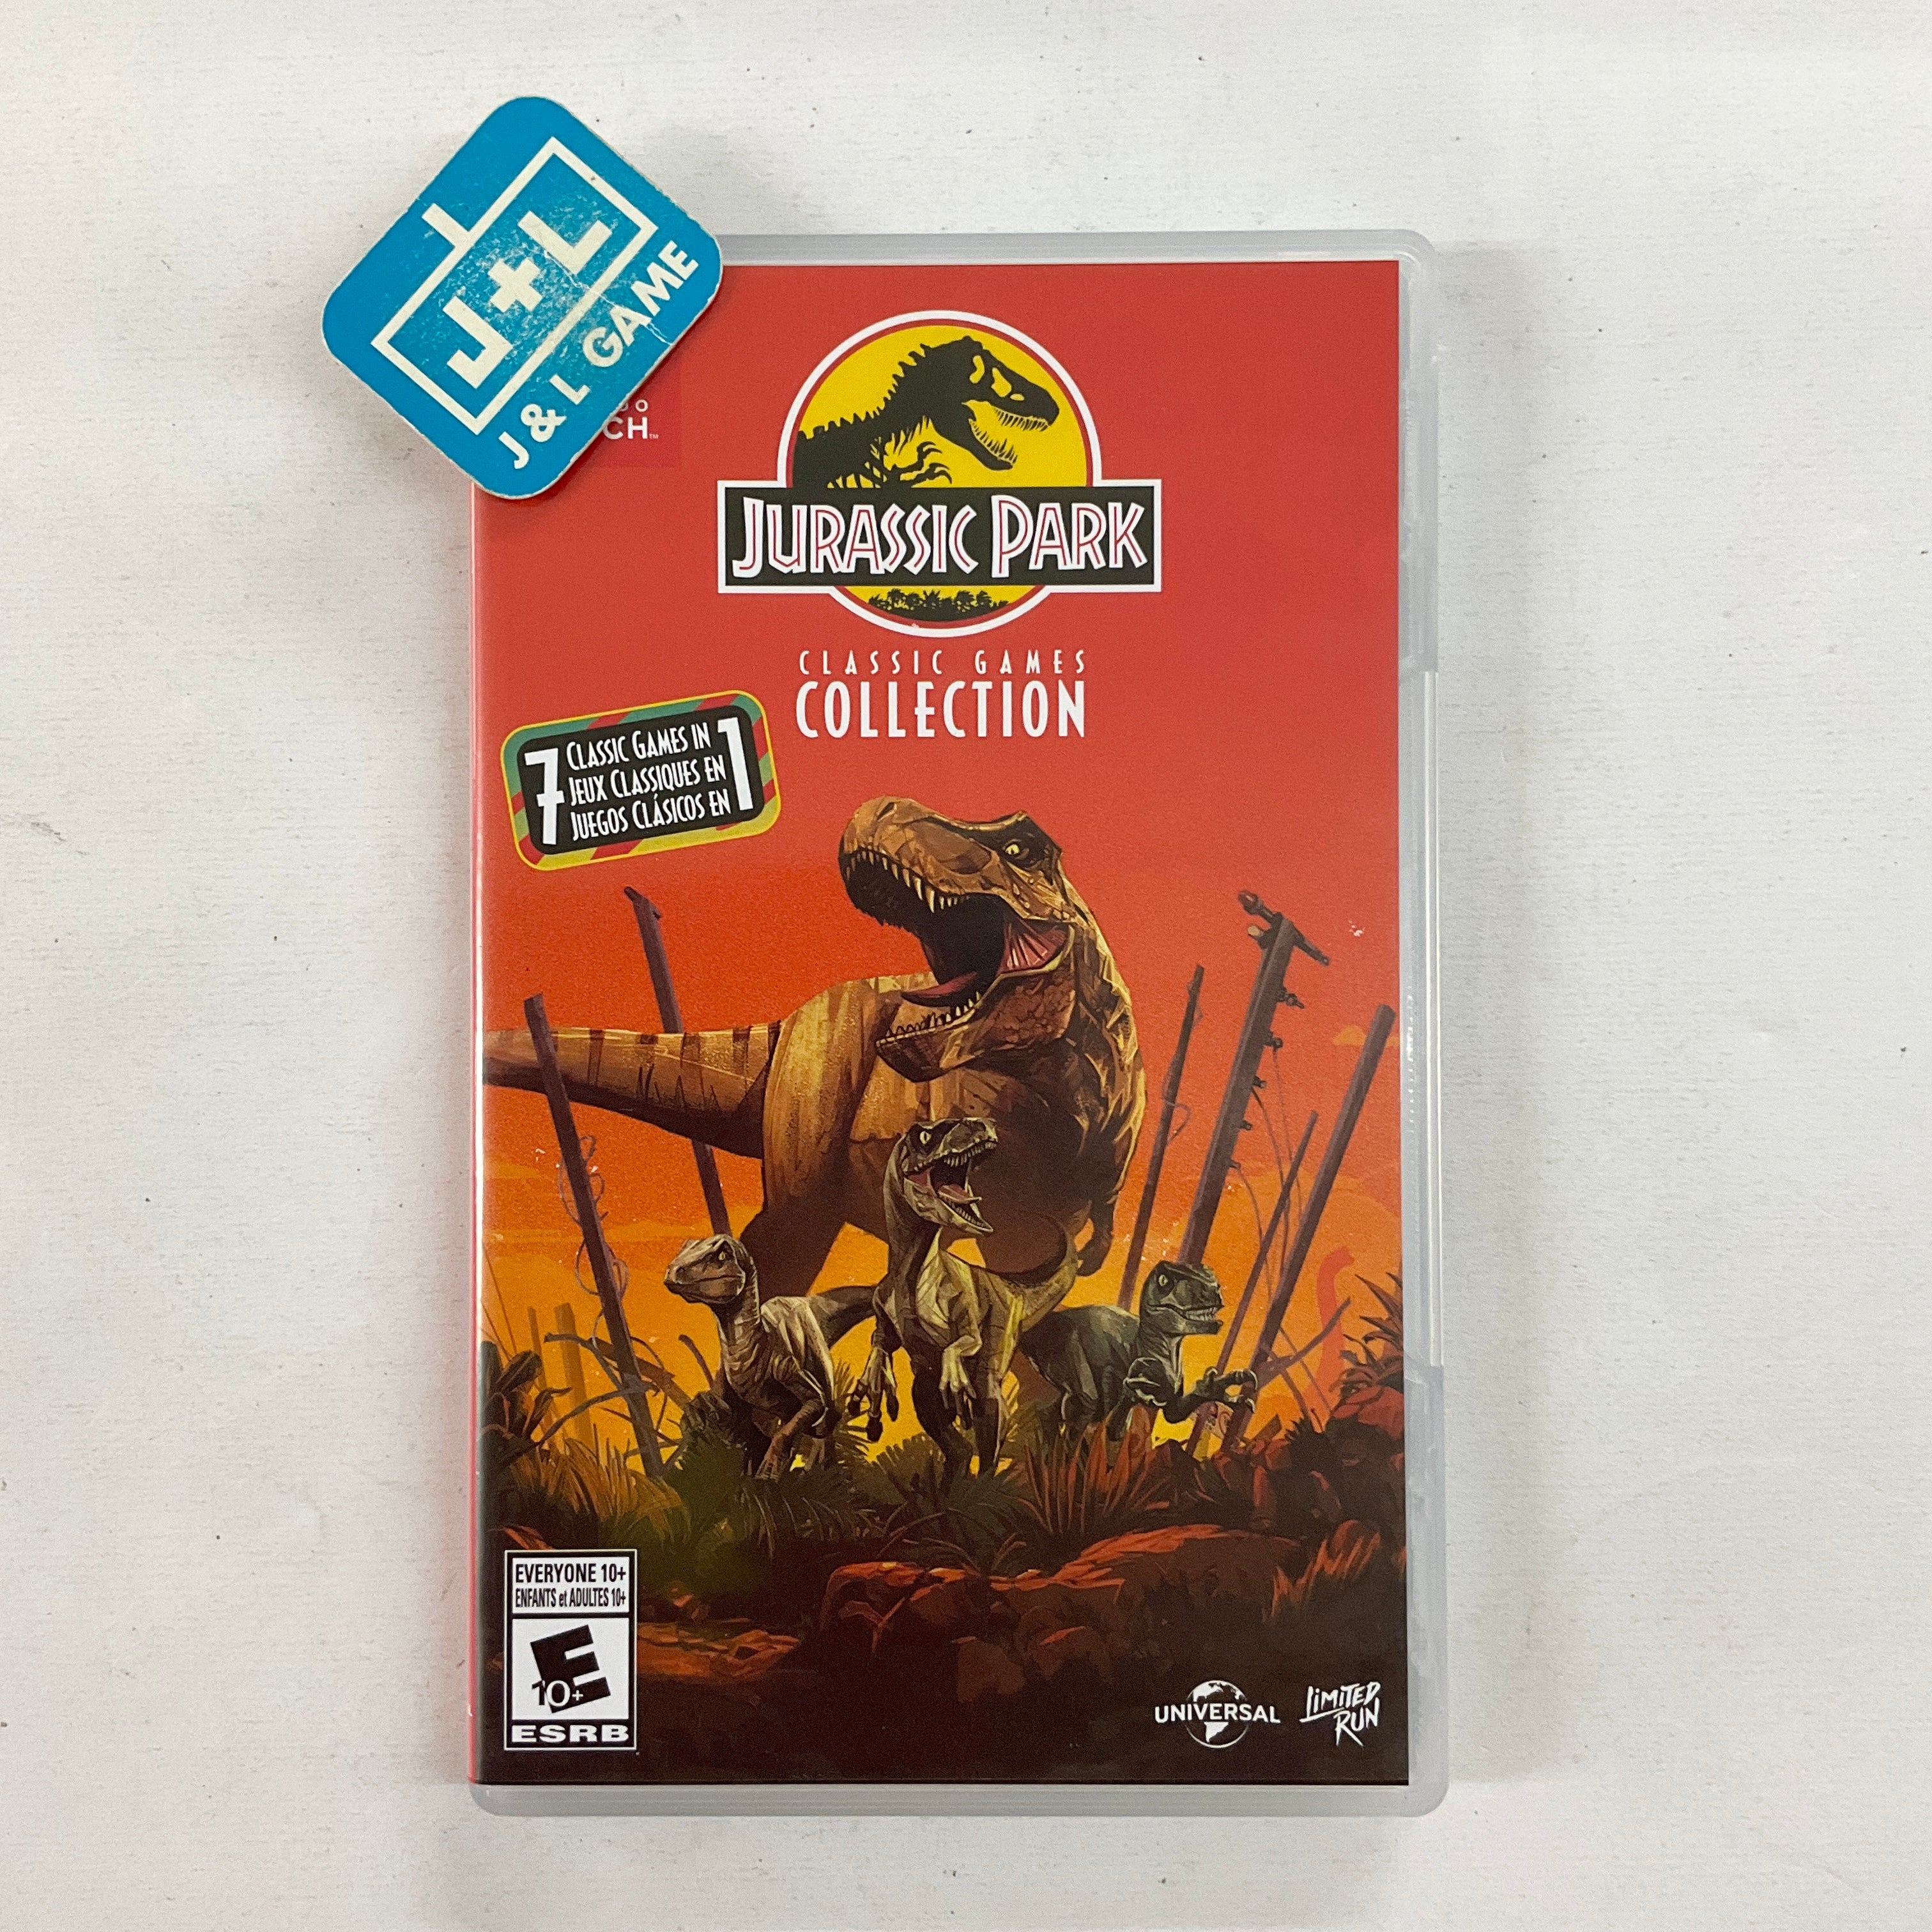 J+L
J & L GAME
CH™
JURASSIC PARK
CLASSIC GAMES
COLLECTION
7 CLASSIC GAMES IN 1
JEUX CLASSIQUES EN
JUEGOS CLÁSICOS EN
EVERYONE 10+
ENFANTS et ADULTES 10+
E
10+
ESRB
UNIVERSAL
LIMITED
RUN